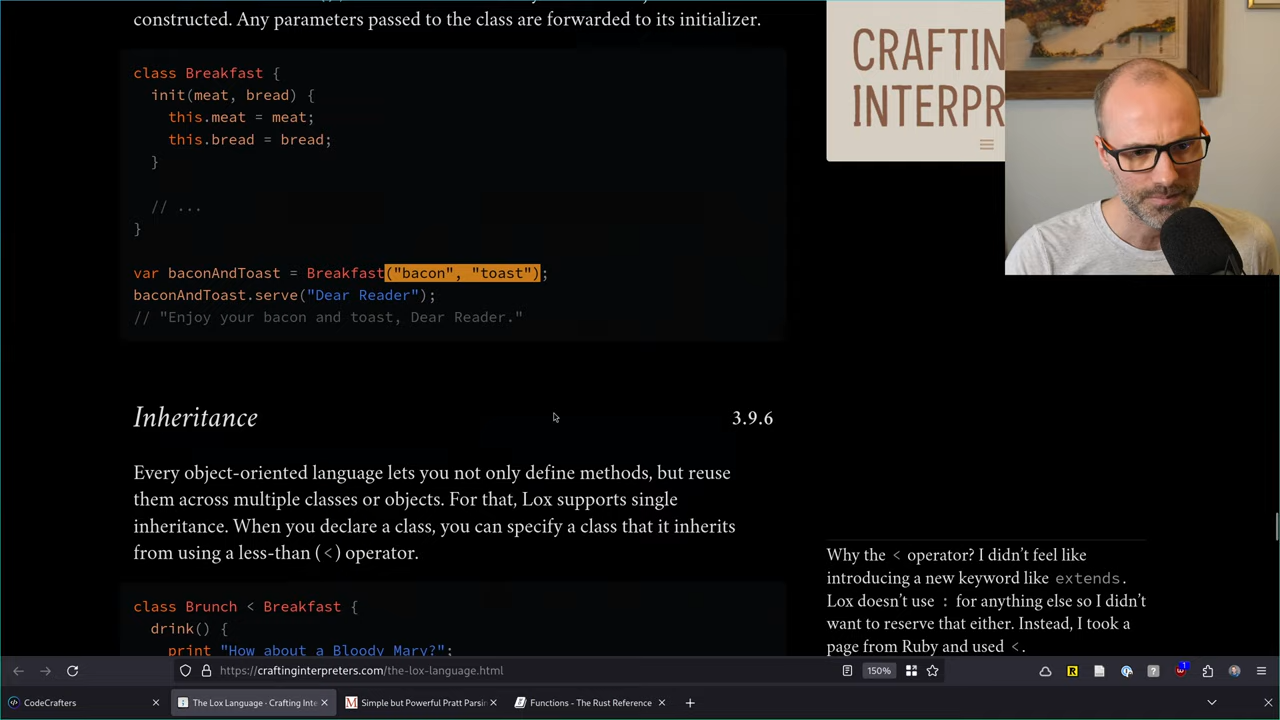 constructed. Any parameters passed to the class are forwarded to its initializer.
class Breakfast {
init(meat, bread) {
this.meat = meat;
this.bread = bread;
}
// ...
}
var baconAndToast = Breakfast("bacon", "toast");
baconAndToast.serve("Dear Reader");
// "Enjoy your bacon and toast, Dear Reader."
Inheritance
3.9.6
Every object-oriented language lets you not only define methods, but reuse
them across multiple classes or objects. For that, Lox supports single
inheritance. When you declare a class, you can specify a class that it inherits
from using a less-than (<) operator.
class Brunch < Breakfast {
drink() {
print "How about a Bloody Mary?";
CRAFTIN
INTERPR
Why the < operator? I didn't feel like
introducing a new keyword like extends.
Lox doesn't use : for anything else so I didn't
want to reserve that either. Instead, I took a
page from Ruby and used <.
https://craftinginterpreters.com/the-lox-language.html
150%
1
CodeCrafters
The Lox Language · Crafting Inte
Simple but Powerful Pratt Parsin
Functions - The Rust Reference